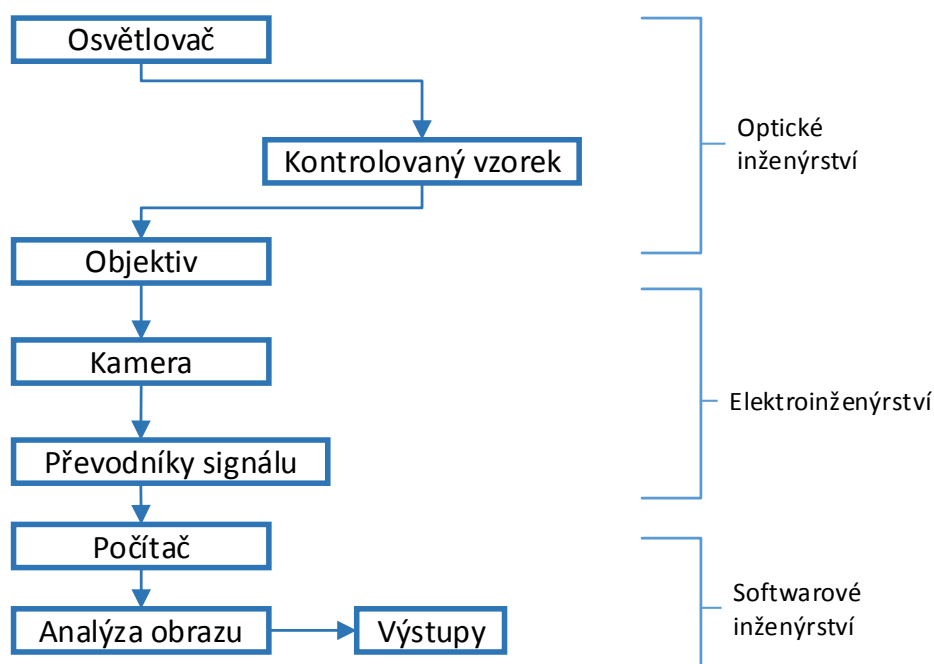 Osvětlovač
Kontrolovaný vzorek
Optické
inženýrství
Objektiv
Kamera
Elektroinženýrství
Převodníky signálu
Počítač
Softwarové
inženýrství
Analýza obrazu
Výstupy